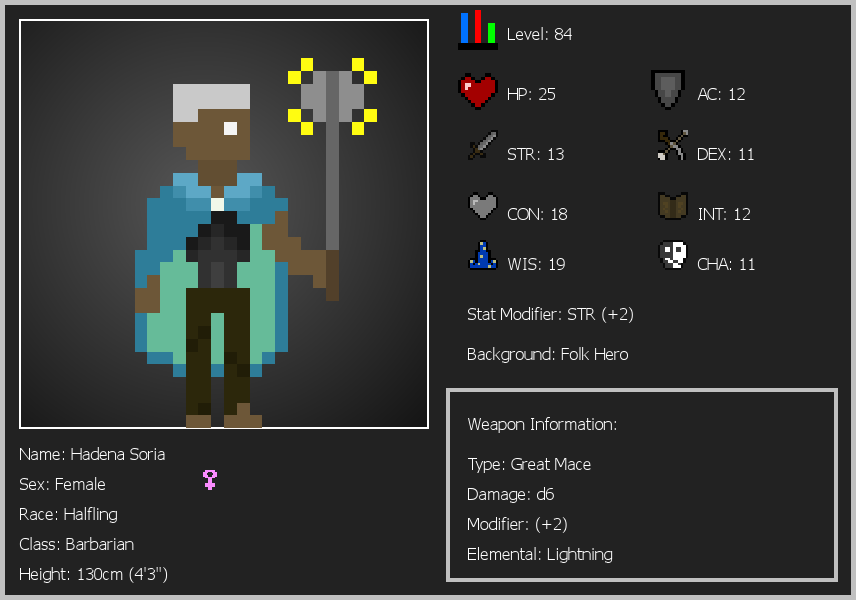 Level: 84
HP: 25
AC: 12
STR: 13
DEX: 11
CON: 18
INT: 12
WIS: 19
CHA: 11
Stat Modifier: STR (+2)
Background: Folk Hero
Weapon Information:
Type: Great Mace
Damage: d6
Modifier: (+2)
Elemental: Lightning
Name: Hadena Soria
Sex: Female
Race: Halfling
Class: Barbarian
Height: 130cm (4'3")